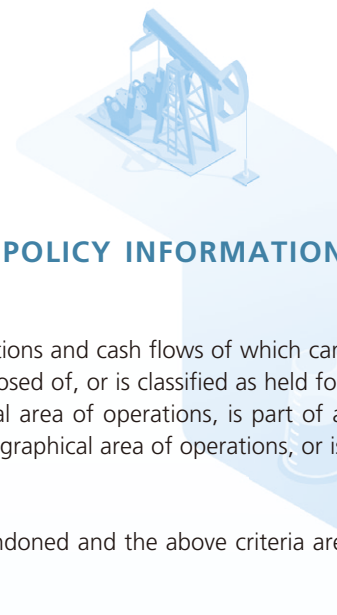 POLICY INFORMATION
tions and cash flows of which can
osed of, or is classified as held fo
al area of operations, is part of a
graphical area of operations, or is
ndoned and the above criteria are